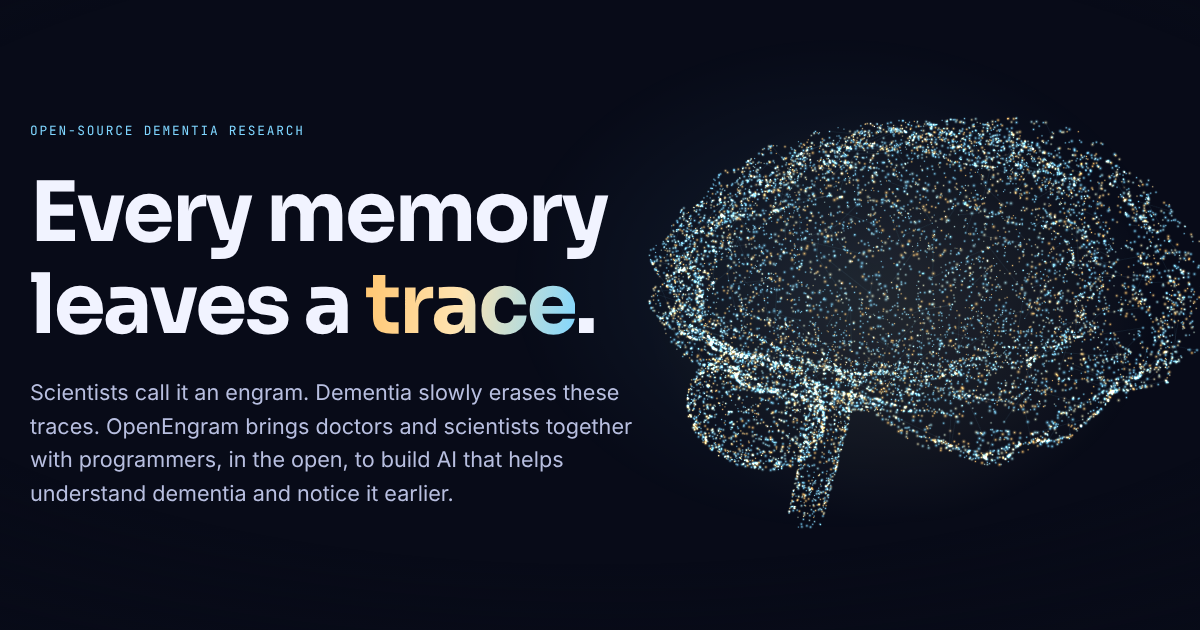 OPEN-SOURCE DEMENTIA RESEARCH
Every memory
leaves a trace.
Scientists call it an engram. Dementia slowly erases these
traces. OpenEngram brings doctors and scientists together
with programmers, in the open, to build AI that helps
understand dementia and notice it earlier.